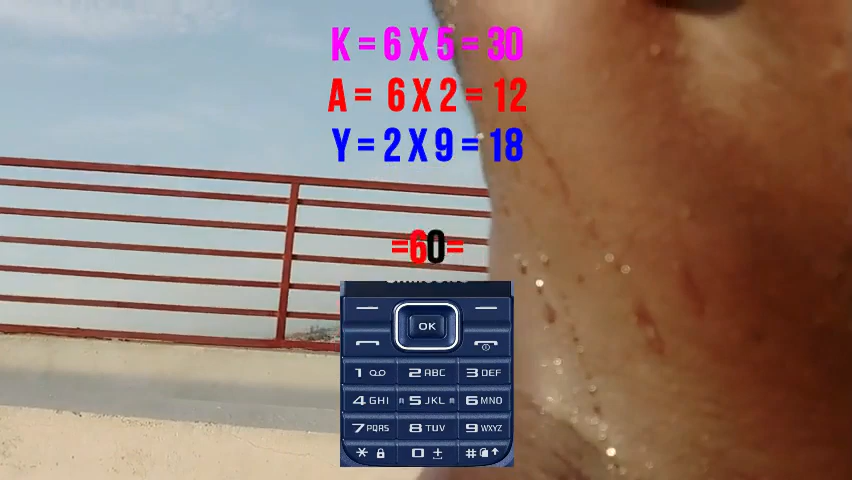 K = 6 X 5 = 30
A = 6 X 2 = 12
Y = 2 X 9 = 18
=60=
OK
1 2 ABC 3 DEF
4 GHI 5 JKL 6 MNO
7 PQRS 8 TUV 9 WXYZ
* 0 ± #